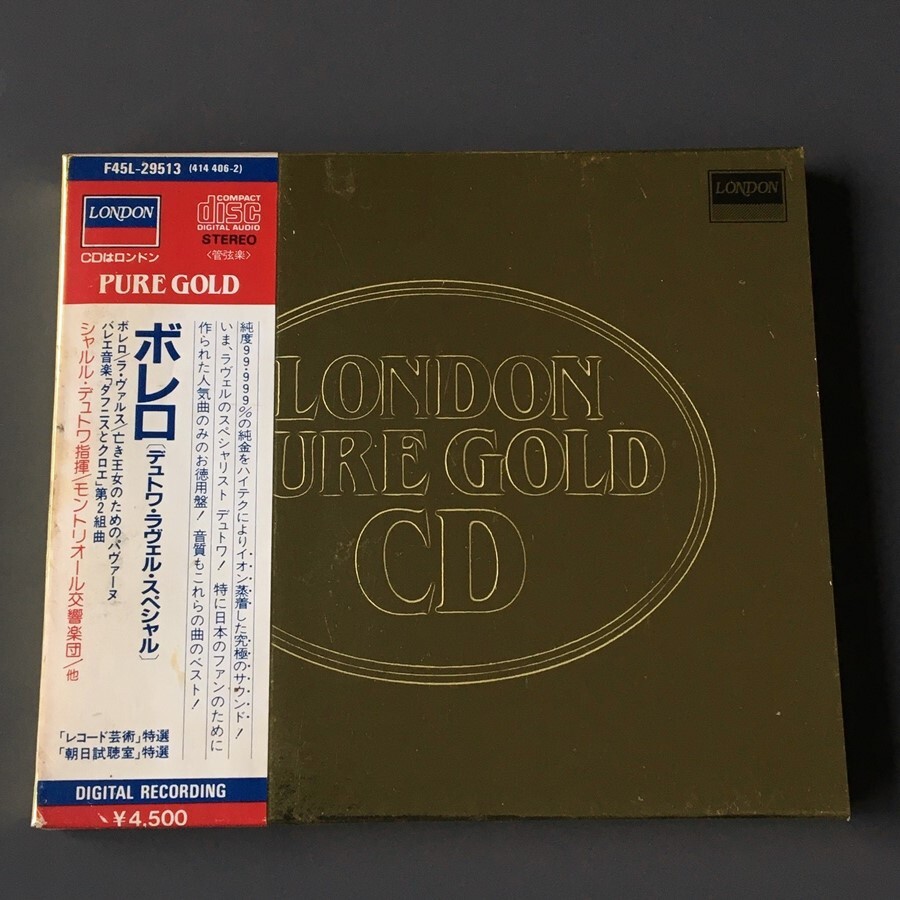 F45L-29513 (414 406-2)
LONDON
CDはロンドン
COMPACT
disc
DIGITAL AUDIO
STEREO
〈管弦楽〉
PURE GOLD
純度99・999%の純金をハイテクによりイオン蒸着した究極のサウンド!
いま、ラヴェルのスペシャリスト デュトワ! 特に日本のファンのために
作られた人気曲のみのお徳用盤! 音質もこれらの曲のベスト!
ボレロ〔デュトワ・ラヴェル・スペシャル〕
ボレロ/ラ・ヴァルス/亡き王女のためのパヴァーヌ
バレエ音楽「ダフニスとクロエ」第2組曲
シャルル・デュトワ指揮/モントリオール交響楽団/他
「レコード芸術」特選
「朝日試聴室」特選
DIGITAL RECORDING
¥4,500
LONDON
LONDON
URE GOLD
CD